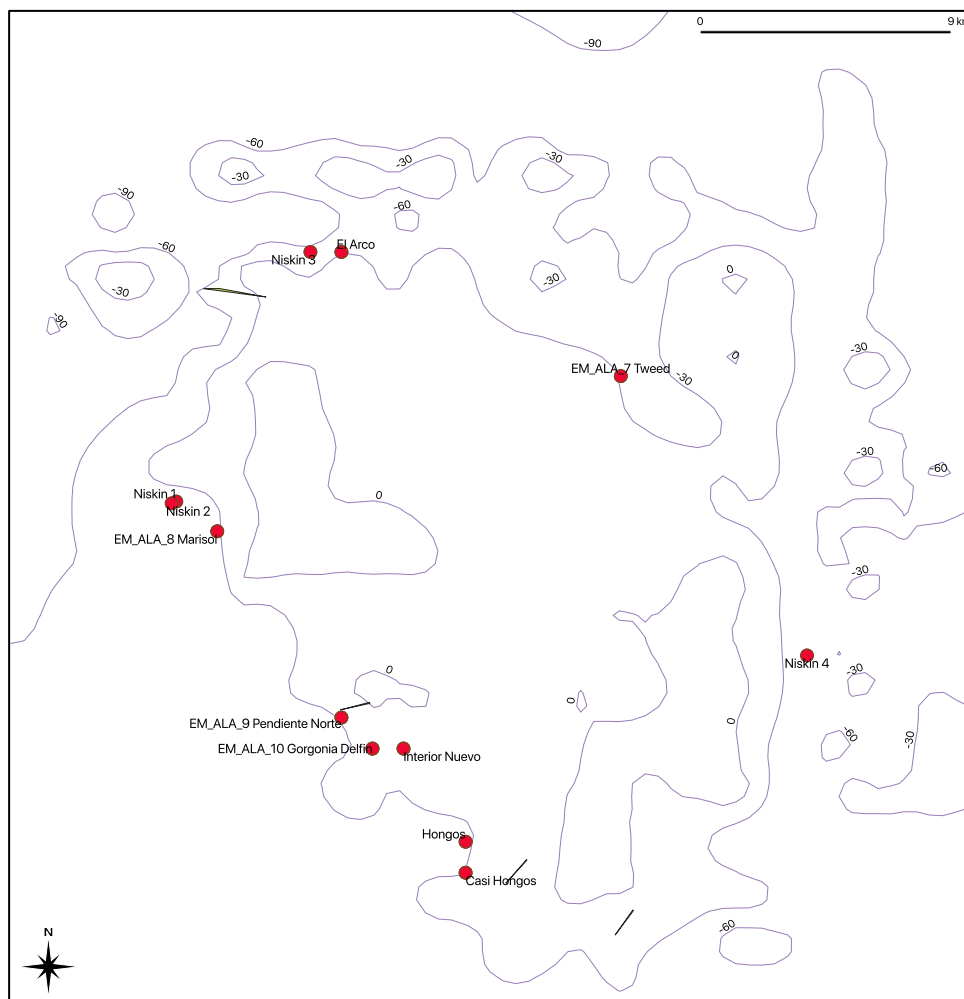 0 9 km
-90
-60
-30
-30
-30
-90
-60
El Arco
Niskin 3
-60
-30
-30
0
-90
0
-30
EM_ALA_7 Tweed
-30
-30
-60
Niskin 1
Niskin 2
0
EM_ALA_8 Marisol
-30
Niskin 4
-30
0
0
0
EM_ALA_9 Pendiente Norte
EM_ALA_10 Gorgonia Delfin
Interior Nuevo
-60
-30
Hongos
Casi Hongos
-60
N